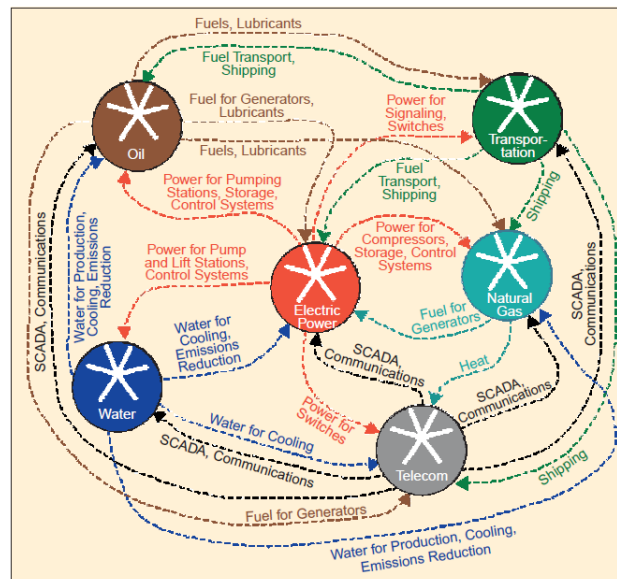 Fuels, Lubricants
Fuel Transport,
Shipping
Fuel for Generators,
Lubricants
Power for
Signaling,
Switches
Oil
Transpor-
tation
Fuels, Lubricants
Power for Pumping
Stations, Storage,
Control Systems
Fuel
Transport,
Shipping
Shipping
Power for
Compressors,
Storage, Control
Systems
Power for Pump
and Lift Stations,
Control Systems
Electric
Power
Natural
Gas
SCADA, Communications
Water for Production,
Cooling, Emissions
Reduction
SCADA,
Communications
Water for
Cooling,
Emissions
Reduction
Fuel for
Generators
SCADA,
Communications
Heat
SCADA,
Communications
Water
Power for
Switches
Water for Cooling
SCADA, Communications
Telecom
Shipping
Fuel for Generators
Water for Production, Cooling,
Emissions Reduction